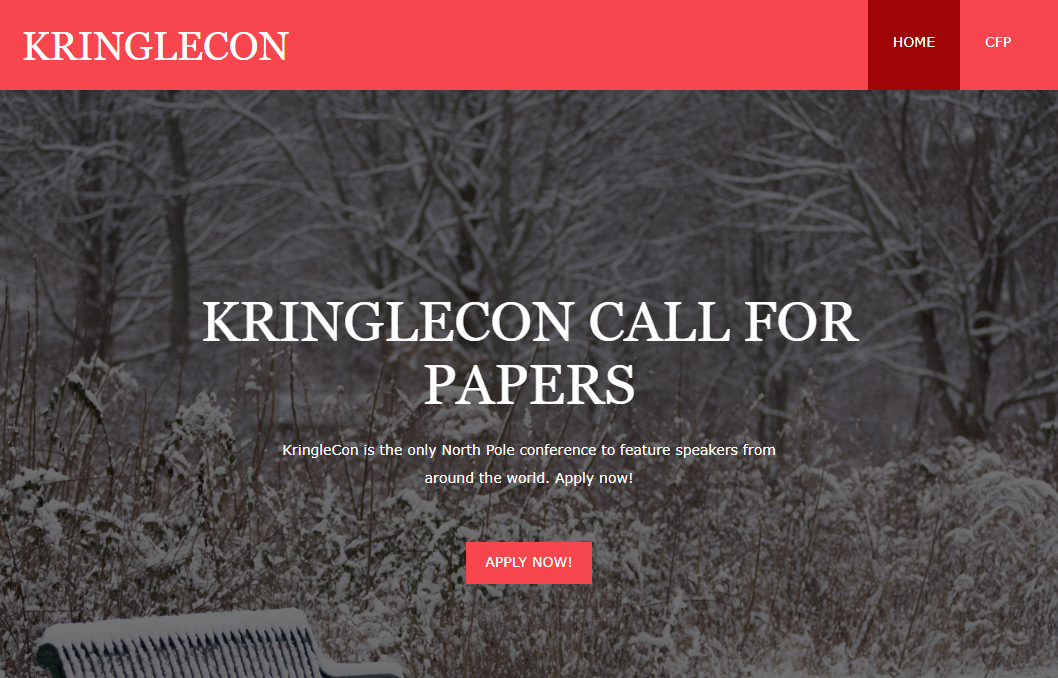 KRINGLECON
HOME
CFP
KRINGLECON CALL FOR
PAPERS
KringleCon is the only North Pole conference to feature speakers from
around the world. Apply now!
APPLY NOW!